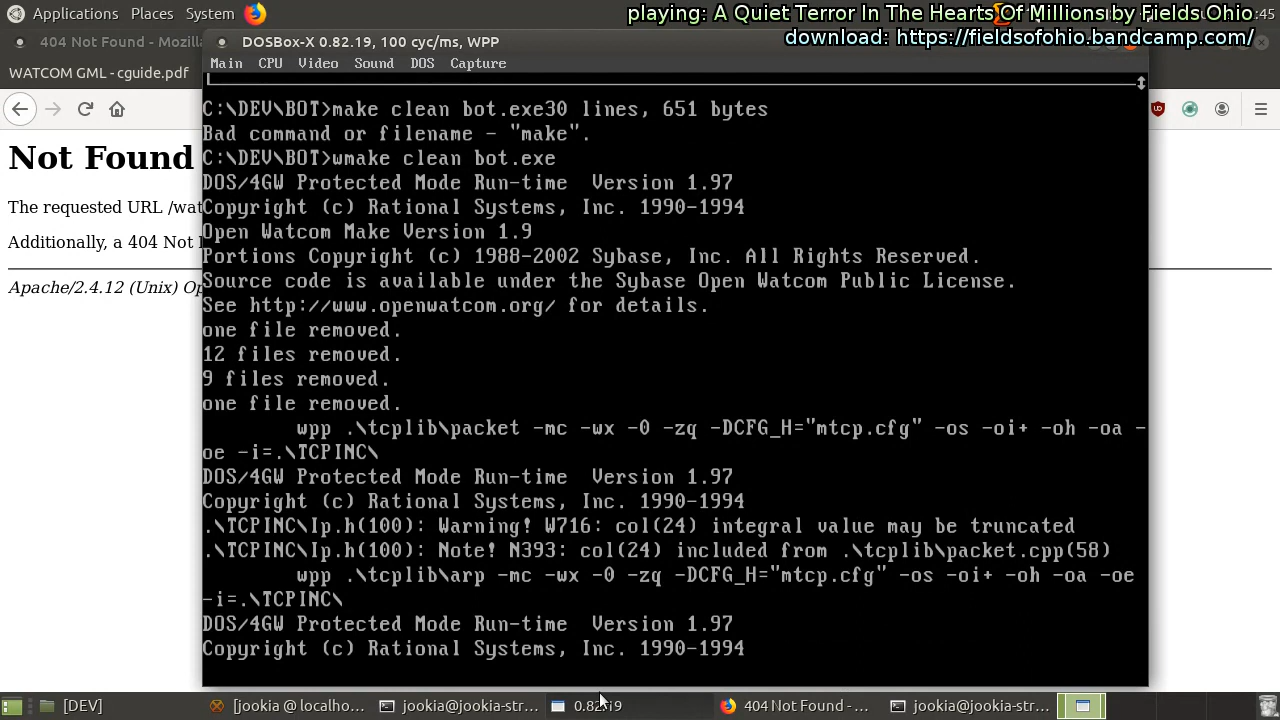 Applications Places System
playing: A Quiet Terror In The Hearts Of Millions by Fields Ohio
:45
download: https://fieldsofohio.bandcamp.com/
404 Not Found - Mozill
DOSBox-X 0.82.19, 100 cyc/ms, WPP
WATCOM GML - cguide.pdf
Main CPU Video Sound DOS Capture
Not Found
The requested URL /wat
Additionally, a 404 Not
Apache/2.4.12 (Unix) Op
C:\DEV\BOT>make clean bot.exe30 lines, 651 bytes
Bad command or filename - "make".
C:\DEV\BOT>wmake clean bot.exe
DOS/4GW Protected Mode Run-time  Version 1.97
Copyright (c) Rational Systems, Inc. 1990-1994
Open Watcom Make Version 1.9
Portions Copyright (c) 1988-2002 Sybase, Inc. All Rights Reserved.
Source code is available under the Sybase Open Watcom Public License.
See http://www.openwatcom.org/ for details.
one file removed.
12 files removed.
9 files removed.
one file removed.
        wpp .\tcplib\packet -mc -wx -0 -zq -DCFG_H="mtcp.cfg" -os -oi+ -oh -oa -
oe -i=.\TCPINC\
DOS/4GW Protected Mode Run-time  Version 1.97
Copyright (c) Rational Systems, Inc. 1990-1994
.\TCPINC\Ip.h(100): Warning! W716: col(24) integral value may be truncated
.\TCPINC\Ip.h(100): Note! N393: col(24) included from .\tcplib\packet.cpp(58)
        wpp .\tcplib\arp -mc -wx -0 -zq -DCFG_H="mtcp.cfg" -os -oi+ -oh -oa -oe
-i=.\TCPINC\
DOS/4GW Protected Mode Run-time  Version 1.97
Copyright (c) Rational Systems, Inc. 1990-1994
[DEV]
[jookia @ localho...
jookia@jookia-str...
0.82.19
404 Not Found - ...
jookia@jookia-str...